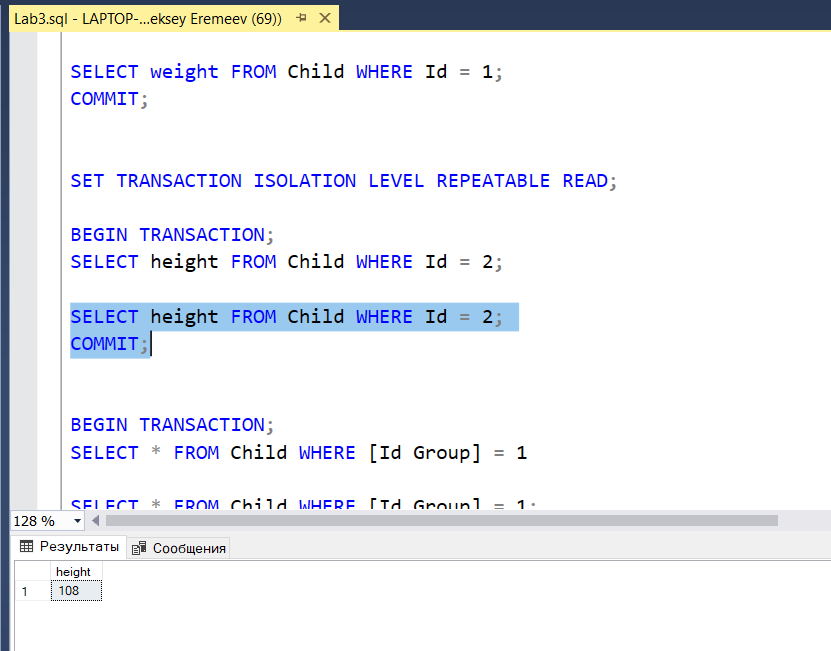 Lab3.sql - LAPTOP-...eksey Eremeev (69))
SELECT weight FROM Child WHERE Id = 1;
COMMIT;
SET TRANSACTION ISOLATION LEVEL REPEATABLE READ;
BEGIN TRANSACTION;
SELECT height FROM Child WHERE Id = 2;
SELECT height FROM Child WHERE Id = 2;
COMMIT;
BEGIN TRANSACTION;
SELECT * FROM Child WHERE [Id Group] = 1
SELECT * FROM Child WHERE [Id Group] = 1;
128 %
Результаты Сообщения
height
1 108